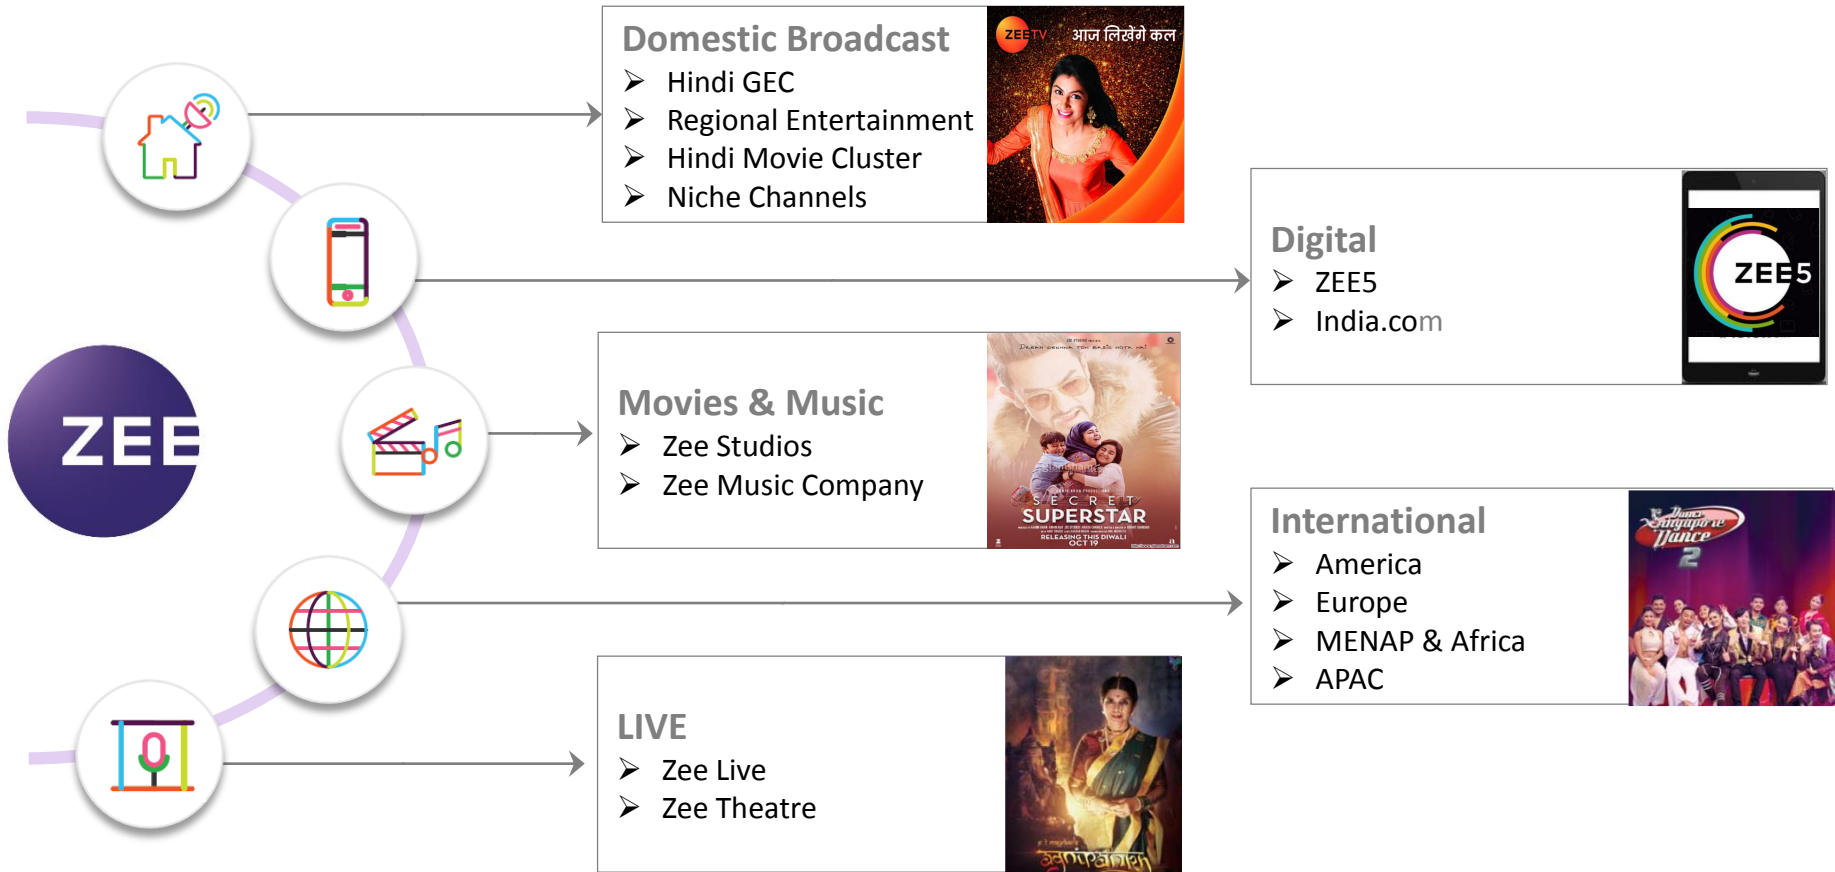 Domestic Broadcast
Hindi GEC
Regional Entertainment
Hindi Movie Cluster
Niche Channels
ZEETV
आज लिखेंगे कल
Digital
ZEE5
India.com
ZEE5
ZEE
Movies & Music
Zee Studios
Zee Music Company
SECRET
SUPERSTAR
RELEASING THIS DIWALI
OCT 19
International
America
Europe
MENAP & Africa
APAC
Dance
Singapore
Dance
2
LIVE
Zee Live
Zee Theatre